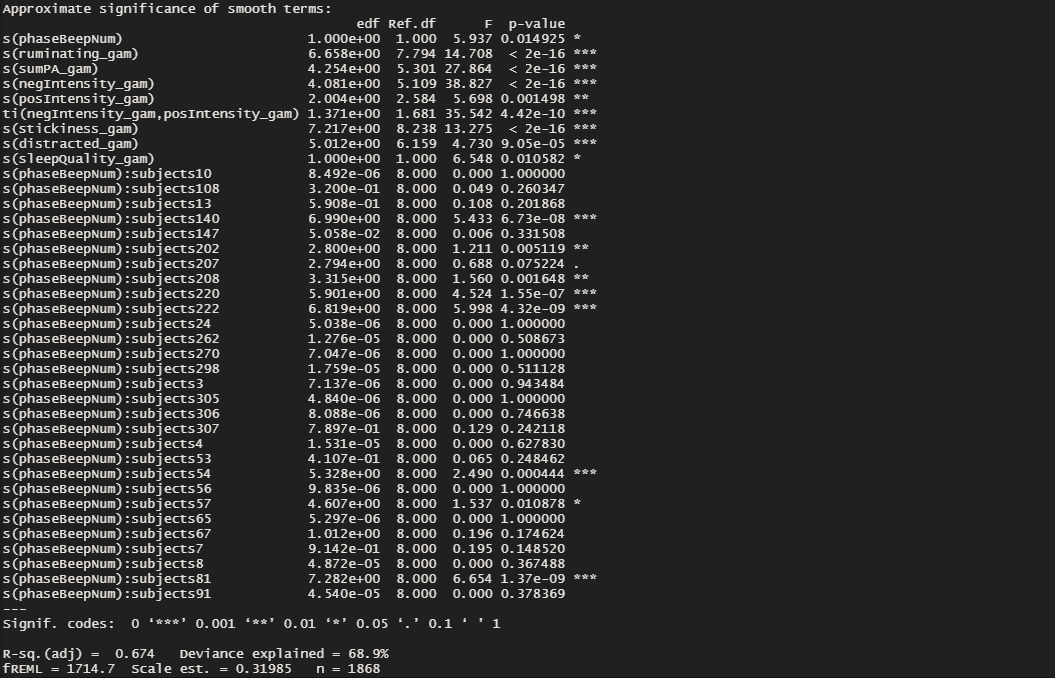 Approximate significance of smooth terms:
edf Ref.df F p-value
s(phaseBeepNum) 1.000e+00 1.000 5.937 0.014925 *
s(ruminating_gam) 6.658e+00 7.794 14.708 < 2e-16 ***
s(sumPA_gam) 4.254e+00 5.301 27.864 < 2e-16 ***
s(negIntensity_gam) 4.081e+00 5.109 38.827 < 2e-16 ***
s(posIntensity_gam) 2.004e+00 2.584 5.698 0.001498 **
ti(negIntensity_gam,posIntensity_gam) 1.371e+00 1.681 35.542 4.42e-10 ***
s(stickiness_gam) 7.217e+00 8.238 13.275 < 2e-16 ***
s(distracted_gam) 5.012e+00 6.159 4.730 9.05e-05 ***
s(sleepQuality_gam) 1.000e+00 1.000 6.548 0.010582 *
s(phaseBeepNum):subjects10 8.492e-06 8.000 0.000 1.000000
s(phaseBeepNum):subjects108 3.200e-01 8.000 0.049 0.260347
s(phaseBeepNum):subjects13 5.908e-01 8.000 0.108 0.201868
s(phaseBeepNum):subjects140 6.990e+00 8.000 5.433 6.73e-08 ***
s(phaseBeepNum):subjects147 5.058e-02 8.000 0.006 0.331508
s(phaseBeepNum):subjects202 2.800e+00 8.000 1.211 0.005119 **
s(phaseBeepNum):subjects207 2.794e+00 8.000 0.688 0.075224 .
s(phaseBeepNum):subjects208 3.315e+00 8.000 1.560 0.001648 **
s(phaseBeepNum):subjects220 5.901e+00 8.000 4.524 1.55e-07 ***
s(phaseBeepNum):subjects222 6.819e+00 8.000 5.998 4.32e-09 ***
s(phaseBeepNum):subjects24 5.038e-06 8.000 0.000 1.000000
s(phaseBeepNum):subjects262 1.276e-05 8.000 0.000 0.508673
s(phaseBeepNum):subjects270 7.047e-06 8.000 0.000 1.000000
s(phaseBeepNum):subjects298 1.759e-05 8.000 0.000 0.511128
s(phaseBeepNum):subjects3 7.137e-06 8.000 0.000 0.943484
s(phaseBeepNum):subjects305 4.840e-06 8.000 0.000 1.000000
s(phaseBeepNum):subjects306 8.088e-06 8.000 0.000 0.746638
s(phaseBeepNum):subjects307 7.897e-01 8.000 0.129 0.242118
s(phaseBeepNum):subjects4 1.531e-05 8.000 0.000 0.627830
s(phaseBeepNum):subjects53 4.107e-01 8.000 0.065 0.248462
s(phaseBeepNum):subjects54 5.328e+00 8.000 2.490 0.000444 ***
s(phaseBeepNum):subjects56 9.835e-06 8.000 0.000 1.000000
s(phaseBeepNum):subjects57 4.607e+00 8.000 1.537 0.010878 *
s(phaseBeepNum):subjects65 5.297e-06 8.000 0.000 1.000000
s(phaseBeepNum):subjects67 1.012e+00 8.000 0.196 0.174624
s(phaseBeepNum):subjects7 9.142e-01 8.000 0.195 0.148520
s(phaseBeepNum):subjects8 4.872e-05 8.000 0.000 0.367488
s(phaseBeepNum):subjects81 7.282e+00 8.000 6.654 1.37e-09 ***
s(phaseBeepNum):subjects91 4.540e-05 8.000 0.000 0.378369
---
Signif. codes: 0 ‘***’ 0.001 ‘**’ 0.01 ‘*’ 0.05 ‘.’ 0.1 ‘ ’ 1
R-sq.(adj) = 0.674 Deviance explained = 68.9%
fREML = 1714.7 Scale est. = 0.31985 n = 1868